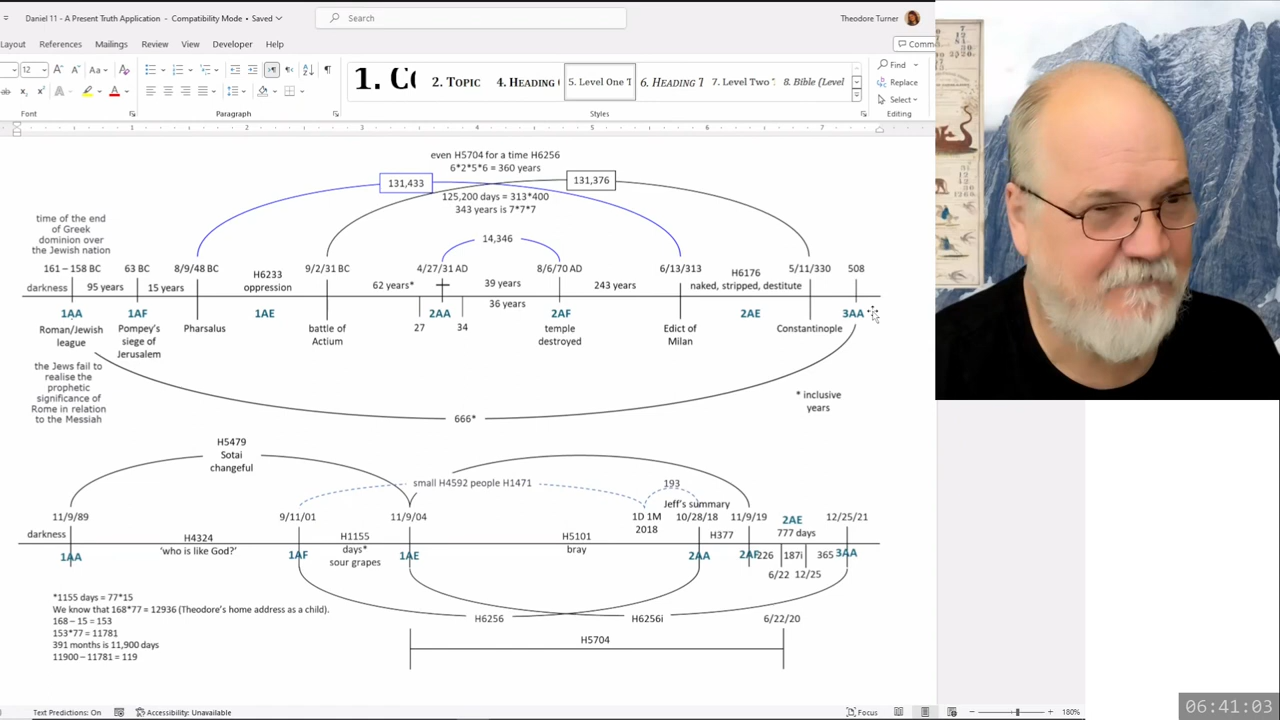 Daniel 11 - A Present Truth Application - Compatibility Mode • Saved
Search
Theodore Turner
Layout References Mailings Review View Developer Help
Comm
12
Aa
Find
Replace
Select
1. Co
2. Topic
4. Heading
5. Level One 'I
6. Heading T
7. Level Two '
8. Bible (Level
Font Paragraph Styles Editing
1 2 3 4 5 6 7
even H5704 for a time H6256
6*2*5*6 = 360 years
131,433
131,376
125,200 days = 313*400
343 years is 7*7*7
time of the end
of Greek
dominion over
the Jewish nation
14,346
161 – 158 BC 63 BC 8/9/48 BC H6233 oppression 9/2/31 BC 4/27/31 AD 8/6/70 AD 6/13/313 H6176 naked, stripped, destitute 5/11/330 508
darkness 95 years 15 years 62 years* 39 years 243 years
36 years
1AA 1AF 1AE 2AA 2AF 2AE 3AA
27 34
Roman/Jewish
league
Pompey's
siege of
Jerusalem
Pharsalus
battle of
Actium
temple
destroyed
Edict of
Milan
Constantinople
the Jews fail to
realise the
prophetic
significance of
Rome in relation
to the Messiah
* inclusive
years
666*
H5479
Sotai
changeful
small H4592 people H1471
193
Jeff's summary
11/9/89 9/11/01 11/9/04 1D 1M 2018 10/28/18 11/9/19 2AE 12/25/21
777 days
darkness H4324 H1155 H5101 H377
'who is like God?' days* bray
sour grapes
1AA 1AF 1AE 2AA 2AF 226 187i 365 3AA
6/22 12/25
*1155 days = 77*15
We know that 168*77 = 12936 (Theodore's home address as a child).
168 – 15 = 153
153*77 = 11781
391 months is 11,900 days
11900 – 11781 = 119
H6256 H6256i 6/22/20
H5704
Text Predictions: On
Accessibility: Unavailable
Focus
180%
06:41:03